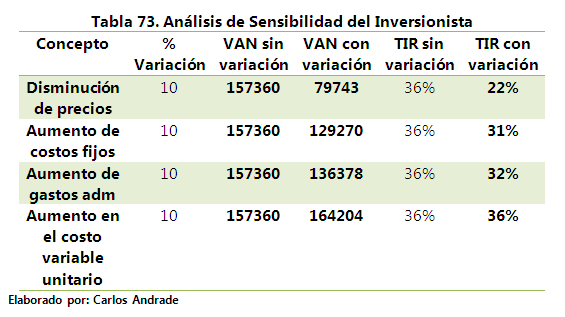 Tabla 73. Análisis de Sensibilidad del Inversionista
Concepto % Variación VAN sin variación VAN con variación TIR sin variación TIR con variación
Disminución de precios 10 157360 79743 36% 22%
Aumento de costos fijos 10 157360 129270 36% 31%
Aumento de gastos adm 10 157360 136378 36% 32%
Aumento en el costo variable unitario 10 157360 164204 36% 36%
Elaborado por: Carlos Andrade